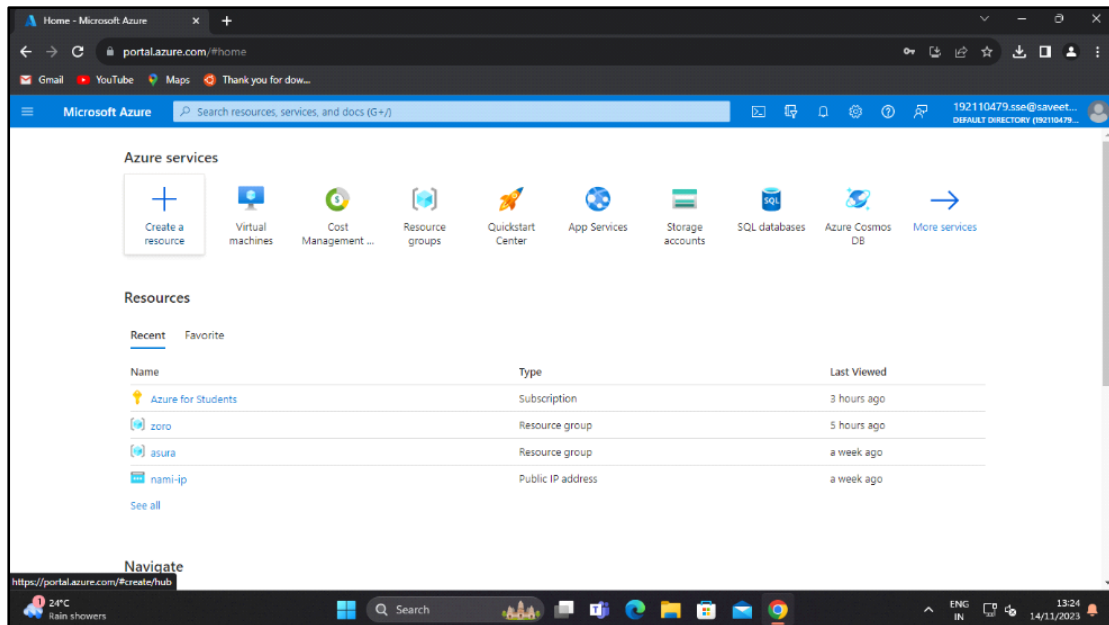 Home - Microsoft Azure
portal.azure.com/#home
Gmail YouTube Maps Thank you for dow...
Microsoft Azure Search resources, services, and docs (G+/) 192110479.sse@saveet...
DEFAULT DIRECTORY (192110479...
Azure services
Create a Virtual Cost Resource Quickstart App Services Storage SQL databases Azure Cosmos More services
resource machines Management ... groups Center accounts DB
Resources
Recent Favorite
Name Type Last Viewed
Azure for Students Subscription 3 hours ago
zoro Resource group 5 hours ago
asura Resource group a week ago
nami-ip Public IP address a week ago
See all
Navigate
https://portal.azure.com/#create/hub
1 24°C ENG 13:24
Rain showers Search IN 14/11/2023